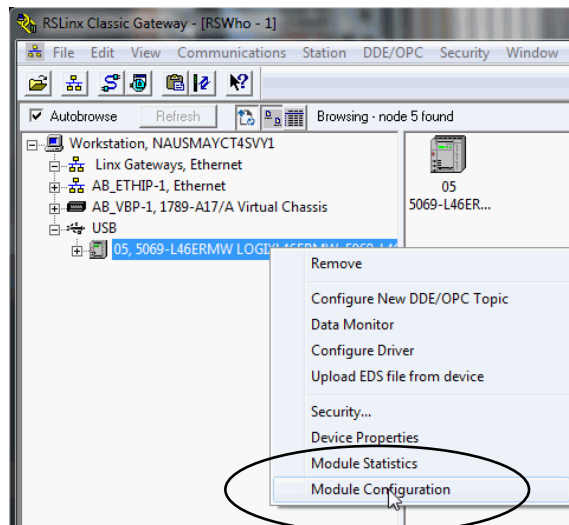 RSLinx Classic Gateway - [RSWho - 1]
File Edit View Communications Station DDE/OPC Security Window
Autobrowse Refresh Browsing - node 5 found
Workstation, NAUSMAYCT4SVY1
Linx Gateways, Ethernet
AB_ETHIP-1, Ethernet
AB_VBP-1, 1789-A17/A Virtual Chassis
USB
05, 5069-L46ERMW
05
5069-L46ER...
Remove
Configure New DDE/OPC Topic
Data Monitor
Configure Driver
Upload EDS file from device
Security...
Device Properties
Module Statistics
Module Configuration